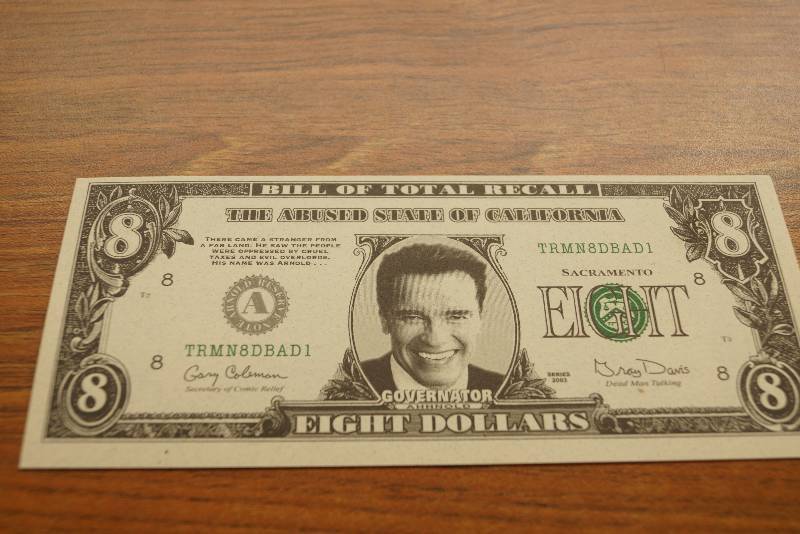 BILL OF TOTAL RECALL
THE ABUSED STATE OF CALIFORNIA
8
8
THERE CAME A STRANGER FROM
A FAR LAND. HE SAW THE PEOPLE
OPPRESSED BY CRUEL
TAXES AND EVIL OVERLORDS.
HIS NAME WAS ARNOLD . . .
TRMN8DBAD1
SACRAMENTO
8
8
T2
A
EIGHT
T2
TRMN8DBAD1
8
8
Gary Coleman
Secretary of Comic Relief
SERIES
2003
Gray Davis
Dead Man Talking
GOVERNATOR
AHRNOLD
8
8
EIGHT DOLLARS